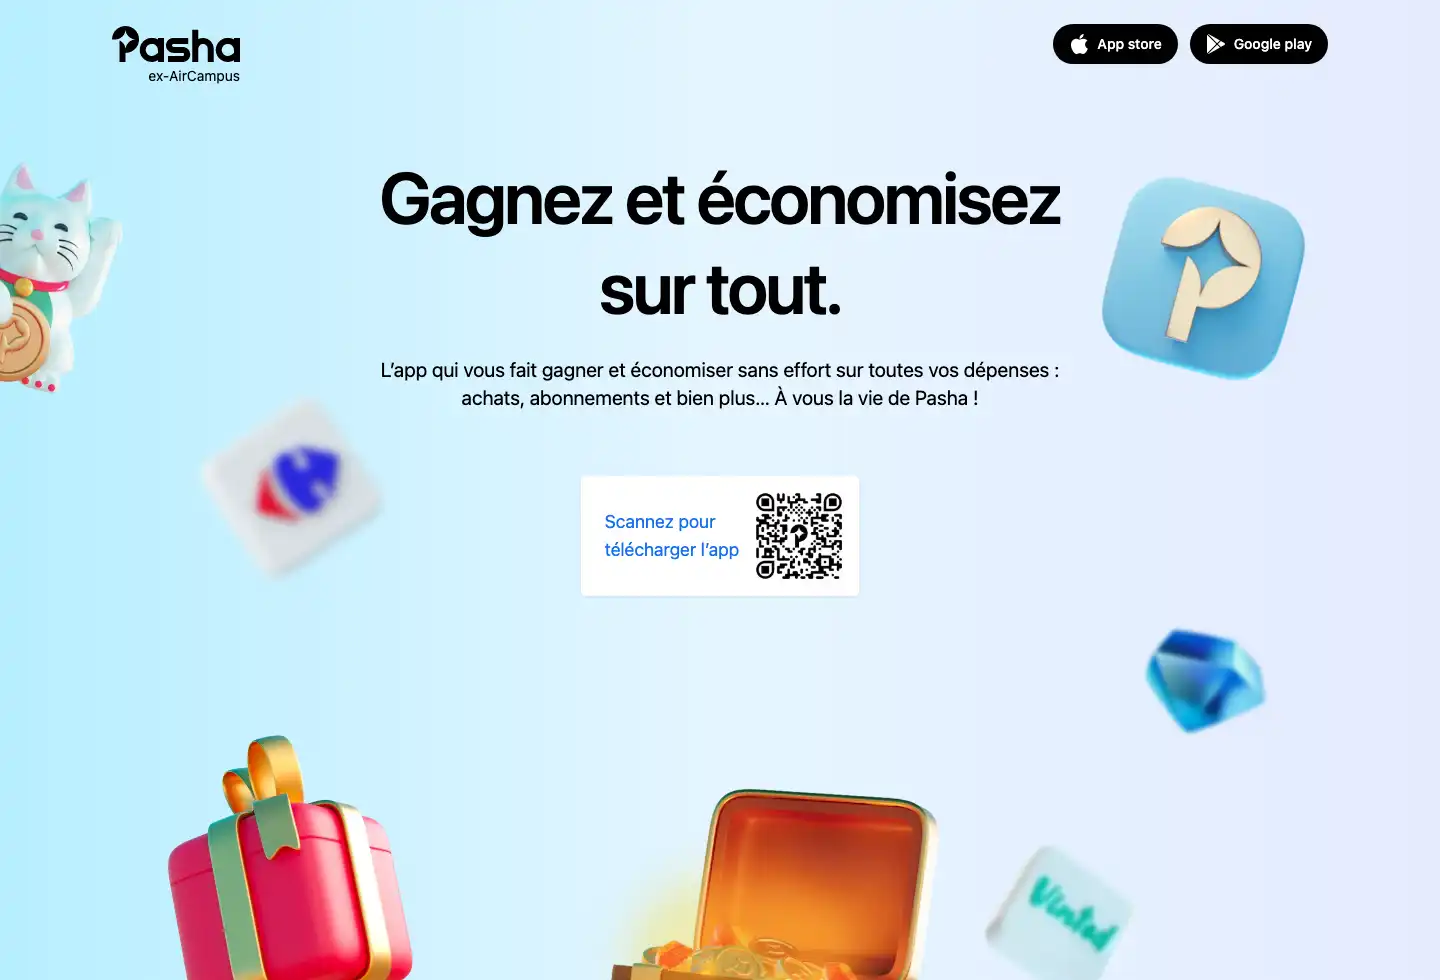 Pasha
ex-AirCampus
App store
Google play
Gagnez et économisez
sur tout.
L’app qui vous fait gagner et économiser sans effort sur toutes vos dépenses :
achats, abonnements et bien plus... À vous la vie de Pasha !
Scannez pour
télécharger l’app
Vinted